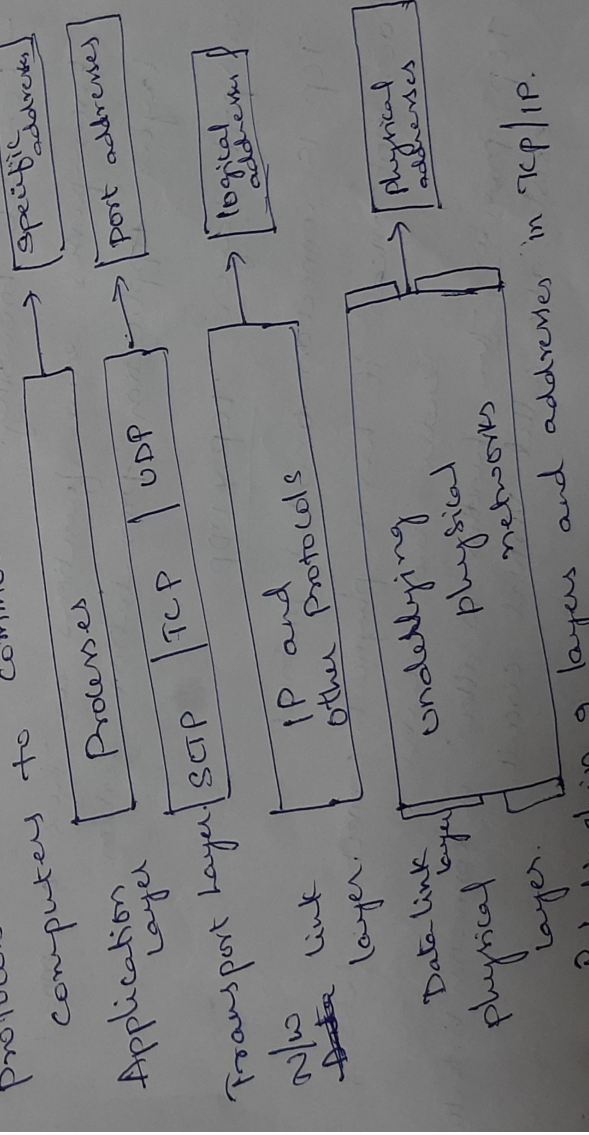 computers to
Processes
specific
addresses
Application
Layer
SCTP | TCP | UDP
Port addresses
Transport Layer.
IP and
other protocols
logical
addresses
N/W link
layer.
Data link
layer
underlying
physical
networks
physical
addresses
physical
layer.
layers and addresses in TCP/IP.